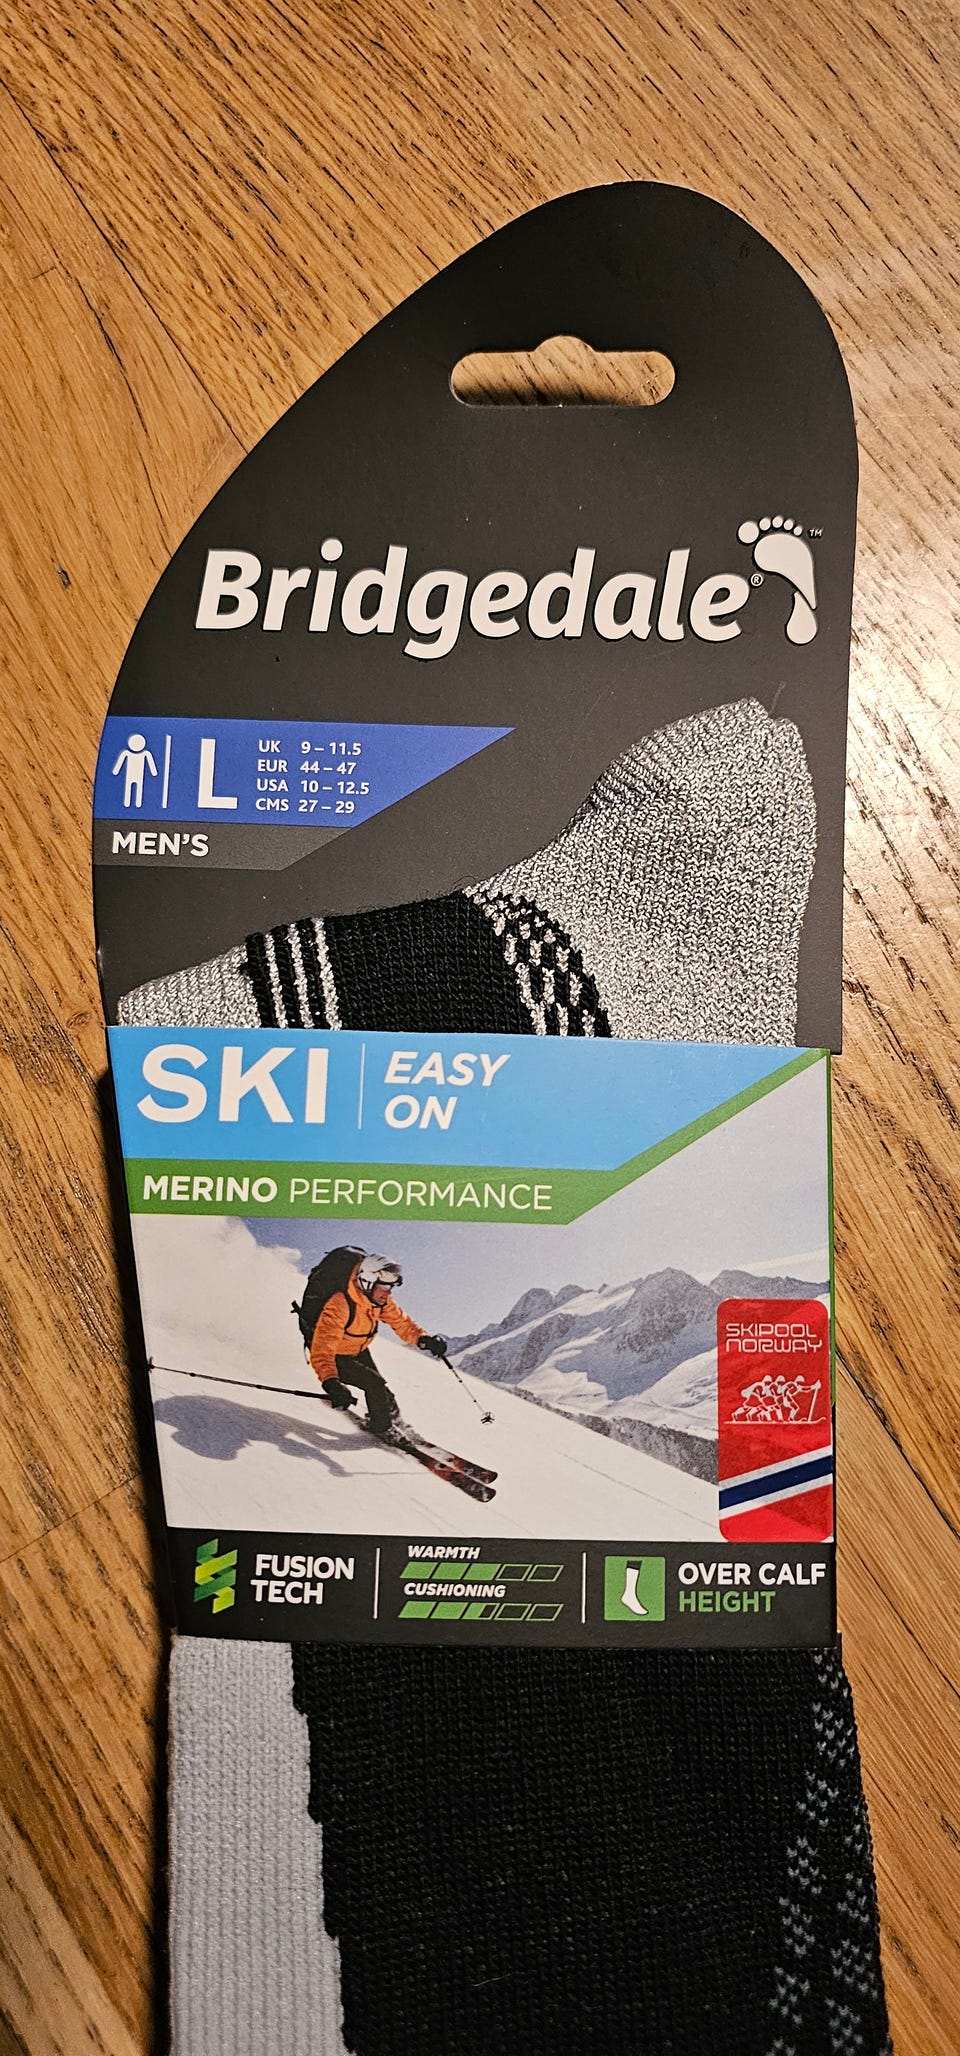 Bridgedale® ™
L
UK 9 – 11.5
EUR 44 – 47
USA 10 – 12.5
CMS 27 – 29
MEN'S
SKI
EASY
ON
MERINO PERFORMANCE
SKIPOOL
NORWAY
FUSION
TECH
WARMTH
CUSHIONING
OVER CALF
HEIGHT